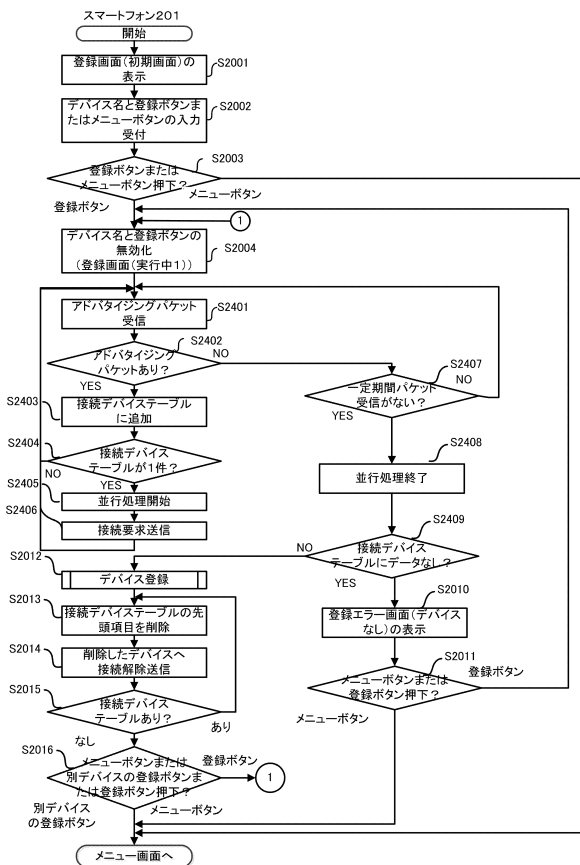 スマートフォン201
開始
登録画面(初期画面)の
表示
S2001
デバイス名と登録ボタンま
たはメニューボタンの入力
受付
S2002
登録ボタンまたは
メニューボタン押下?
S2003
メニューボタン
登録ボタン
1
デバイス名と登録ボタンの
無効化
(登録画面(実行中1))
S2004
アドバタイジングパケット
受信
S2401
アドバタイジング
パケットあり?
S2402
NO
YES
一定期間パケット
受信がない?
S2407
NO
YES
S2403
接続デバイステーブル
に追加
S2404
接続デバイス
テーブルが1件?
NO
YES
S2408
並行処理終了
S2405
並行処理開始
S2406
接続要求送信
S2409
接続デバイス
テーブルにデータなし?
NO
YES
S2012
デバイス登録
S2010
登録エラー画面(デバイス
なし)の表示
S2013
接続デバイステーブルの先
頭項目を削除
S2014
削除したデバイスへ
接続解除送信
S2011
メニューボタンまたは
登録ボタン押下?
登録ボタン
メニューボタン
S2015
接続デバイス
テーブルあり?
あり
なし
S2016
メニューボタンまたは
別デバイスの登録ボタンま
たは登録ボタン押下?
登録ボタン
1
別デバイス
の登録ボタン
メニューボタン
メニュー画面へ